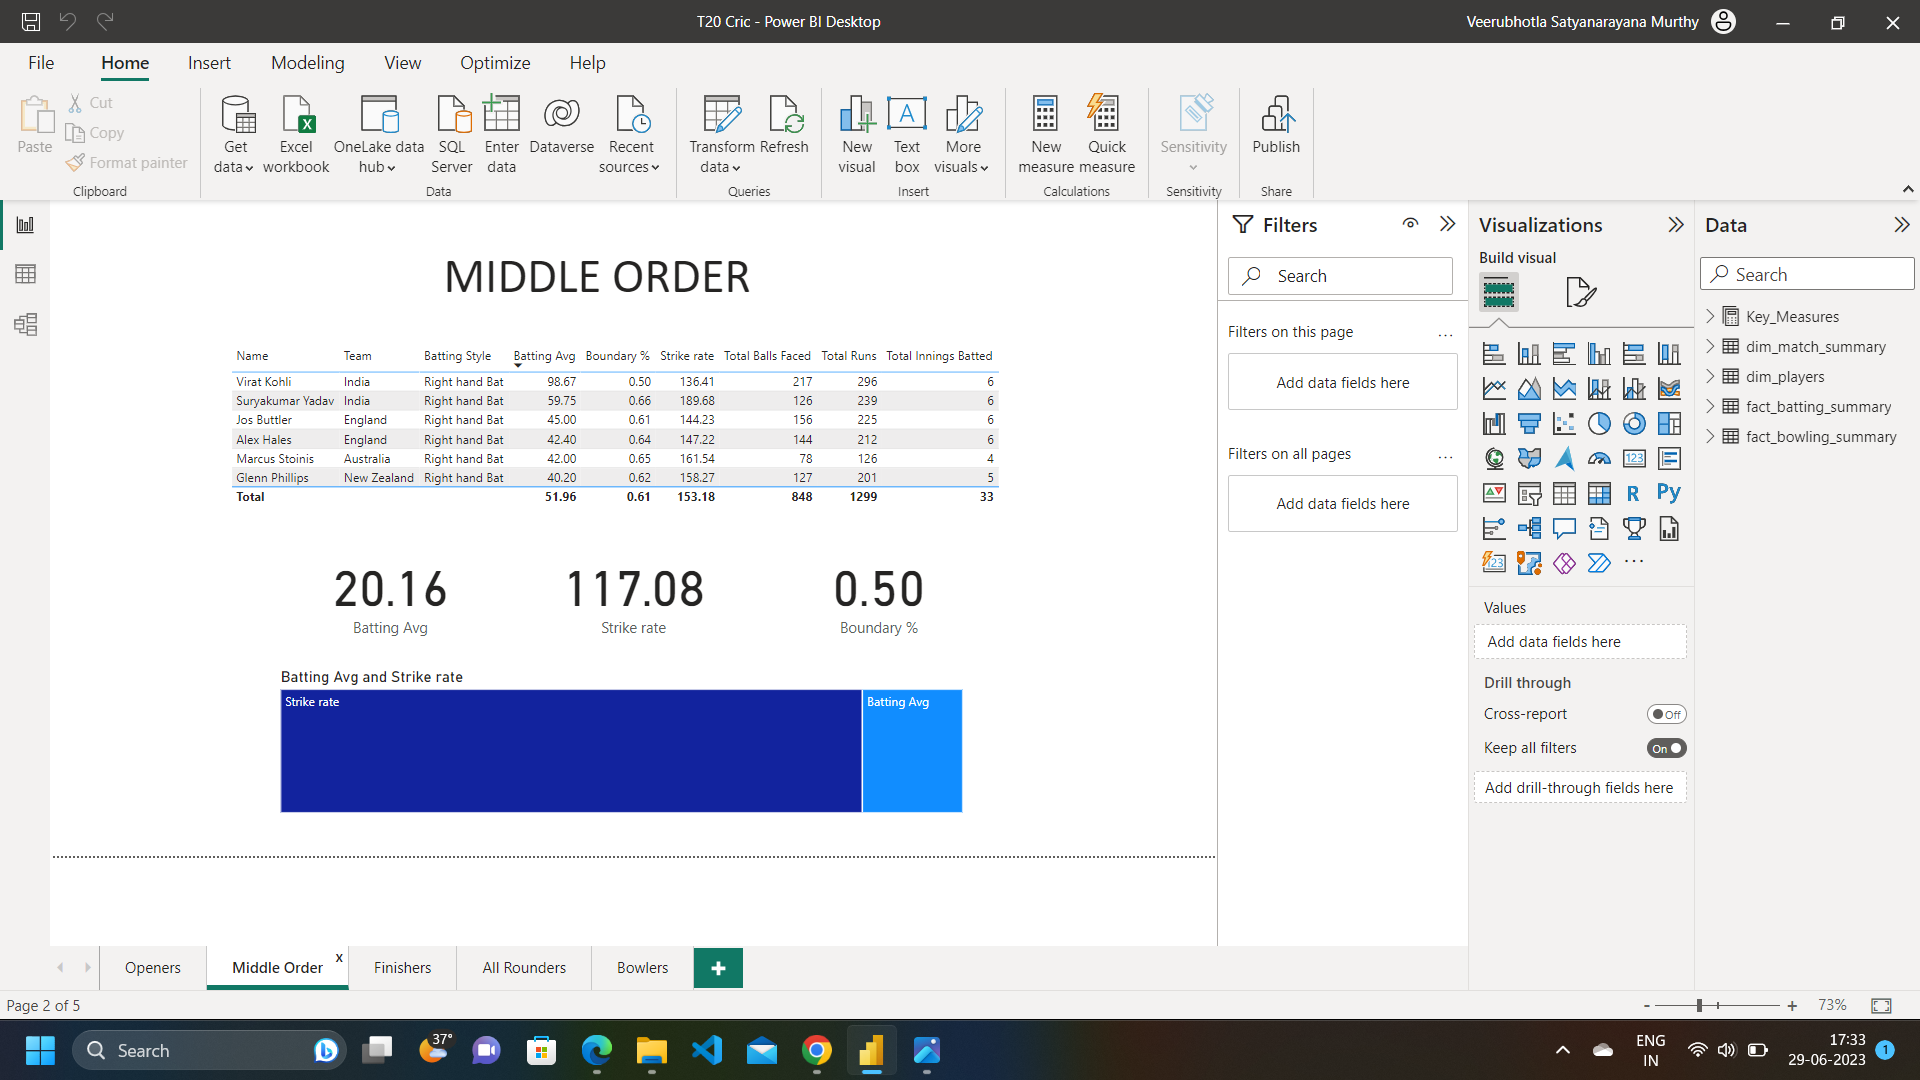 T20 Cric - Power BI Desktop
Veerubhotla Satyanarayana Murthy
File Home Insert Modeling View Optimize Help
Paste
Cut
Copy
Format painter
Clipboard
Get data
Excel workbook
OneLake data hub
SQL Server
Enter data
Dataverse
Recent sources
Data
Transform data
Refresh
Queries
New visual
Text box
More visuals
Insert
New measure
Quick measure
Calculations
Sensitivity
Sensitivity
Publish
Share
MIDDLE ORDER
Name Team Batting Style Batting Avg Boundary % Strike rate Total Balls Faced Total Runs Total Innings Batted
Virat Kohli India Right hand Bat 98.67 0.50 136.41 217 296 6
Suryakumar Yadav India Right hand Bat 59.75 0.66 189.68 126 239 6
Jos Buttler England Right hand Bat 45.00 0.61 144.23 156 225 6
Alex Hales England Right hand Bat 42.40 0.64 147.22 144 212 6
Marcus Stoinis Australia Right hand Bat 42.00 0.65 161.54 78 126 4
Glenn Phillips New Zealand Right hand Bat 40.20 0.62 158.27 127 201 5
Total 51.96 0.61 153.18 848 1299 33
20.16 117.08 0.50
Batting Avg Strike rate Boundary %
Batting Avg and Strike rate
Strike rate Batting Avg
Filters
Search
Filters on this page ...
Add data fields here
Filters on all pages ...
Add data fields here
Visualizations
Build visual
123
R Py
123
...
Values
Add data fields here
Drill through
Cross-report Off
Keep all filters On
Add drill-through fields here
Data
Search
Key_Measures
dim_match_summary
dim_players
fact_batting_summary
fact_bowling_summary
Openers Middle Order x Finishers All Rounders Bowlers +
Page 2 of 5
- + 73%
Search
37°
ENG
IN
17:33
29-06-2023
1